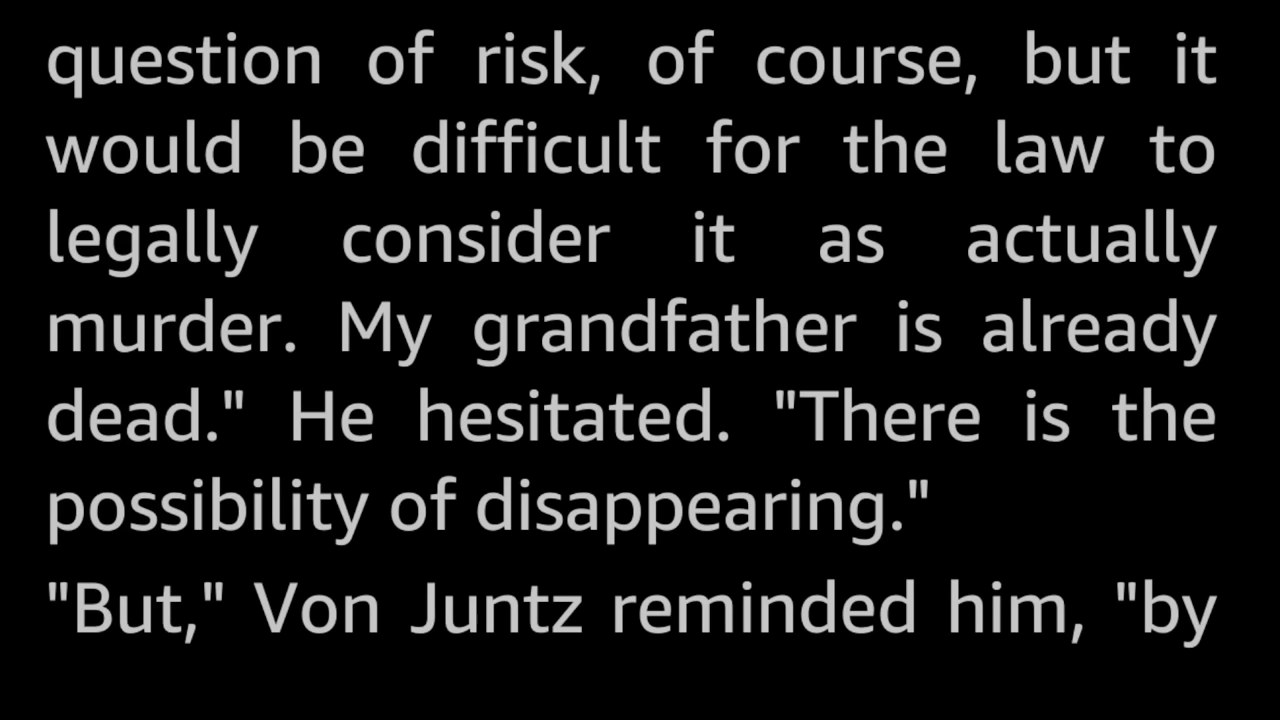 question of risk, of course, but it
would be difficult for the law to
legally consider it as actually
murder. My grandfather is already
dead." He hesitated. "There is the
possibility of disappearing."
"But," Von Juntz reminded him, "by